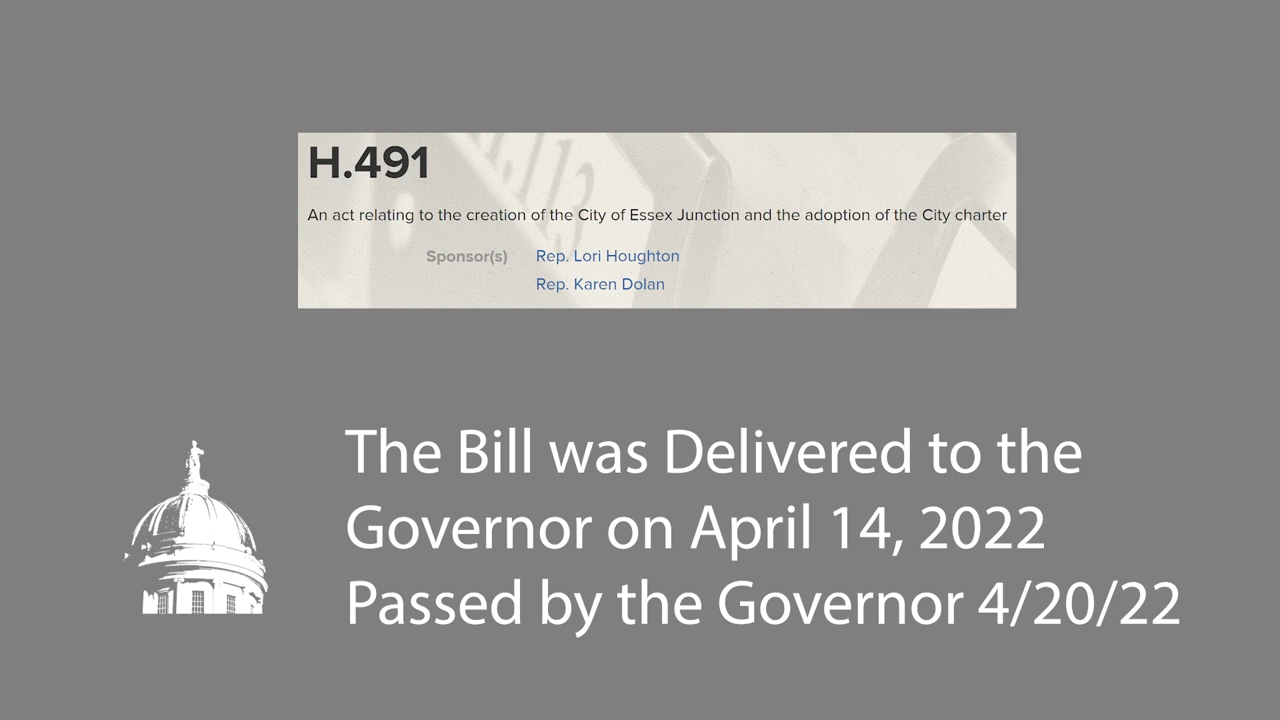 H.491
An act relating to the creation of the City of Essex Junction and the adoption of the City charter
Sponsor(s) Rep. Lori Houghton
Rep. Karen Dolan
The Bill was Delivered to the
Governor on April 14, 2022
Passed by the Governor 4/20/22